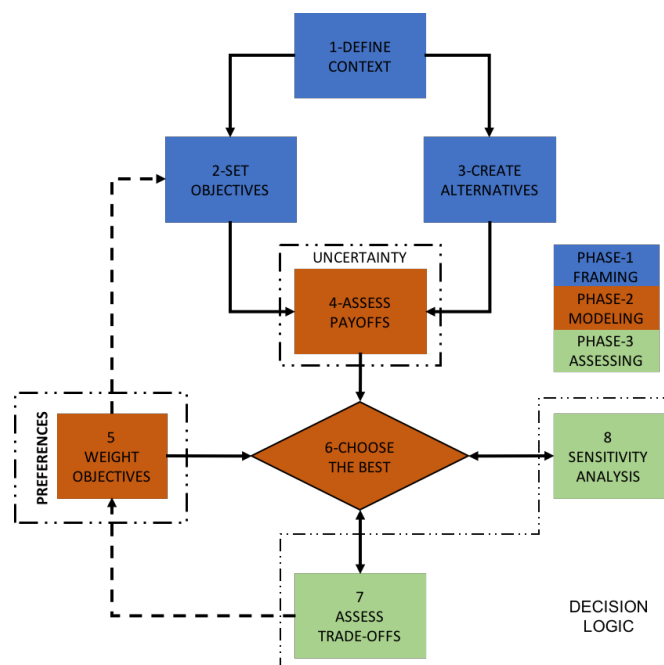 1-DEFINE
CONTEXT
2-SET
OBJECTIVES
3-CREATE
ALTERNATIVES
UNCERTAINTY
4-ASSESS
PAYOFFS
PHASE-1
FRAMING
PHASE-2
MODELING
PHASE-3
ASSESSING
PREFERENCES
5
WEIGHT
OBJECTIVES
6-CHOOSE
THE BEST
8
SENSITIVITY
ANALYSIS
7
ASSESS
TRADE-OFFS
DECISION
LOGIC